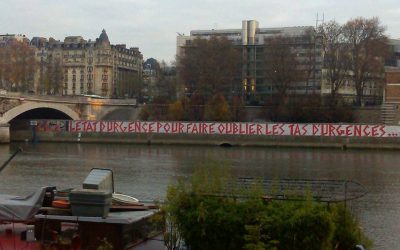 L'ETAT D'URGENCE POUR FAIRE OUBLIER LES TAS D'URGENCES...